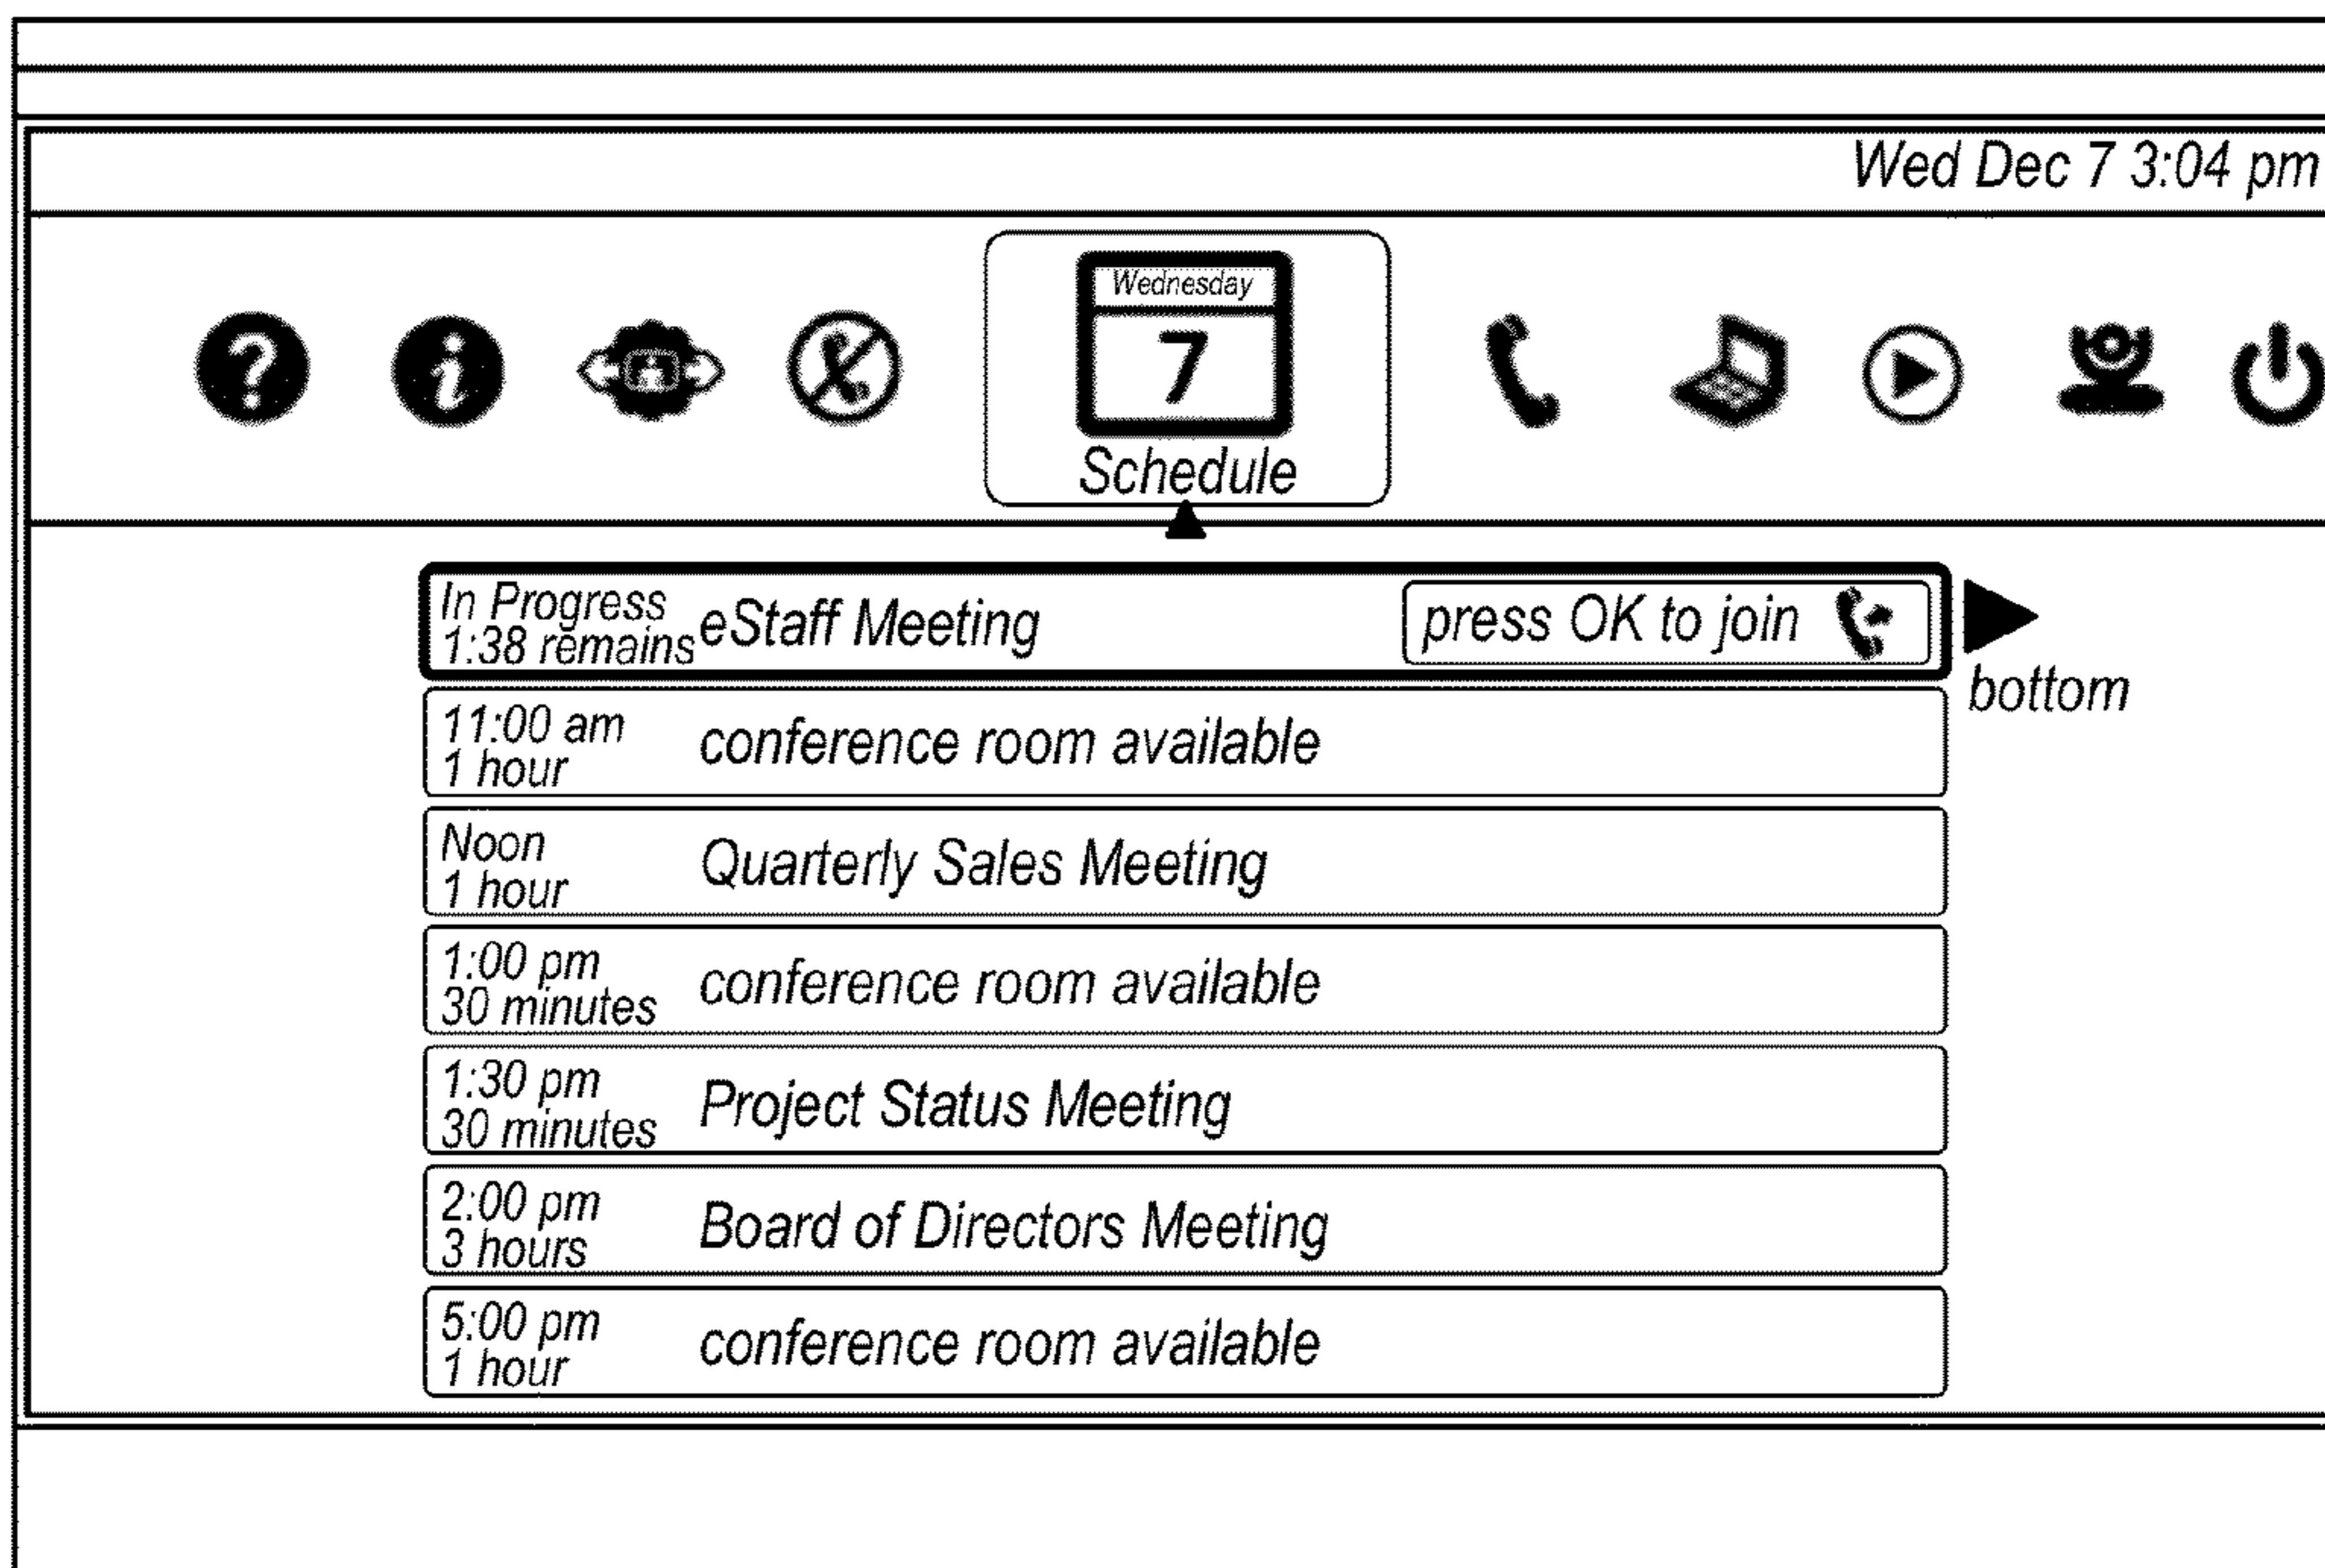 Wed Dec 7 3:04 pm
Wednesday
7
Schedule
In Progress
1:38 remains
eStaff Meeting
press OK to join
bottom
11:00 am
1 hour
conference room available
Noon
1 hour
Quarterly Sales Meeting
1:00 pm
30 minutes
conference room available
1:30 pm
30 minutes
Project Status Meeting
2:00 pm
3 hours
Board of Directors Meeting
5:00 pm
1 hour
conference room available